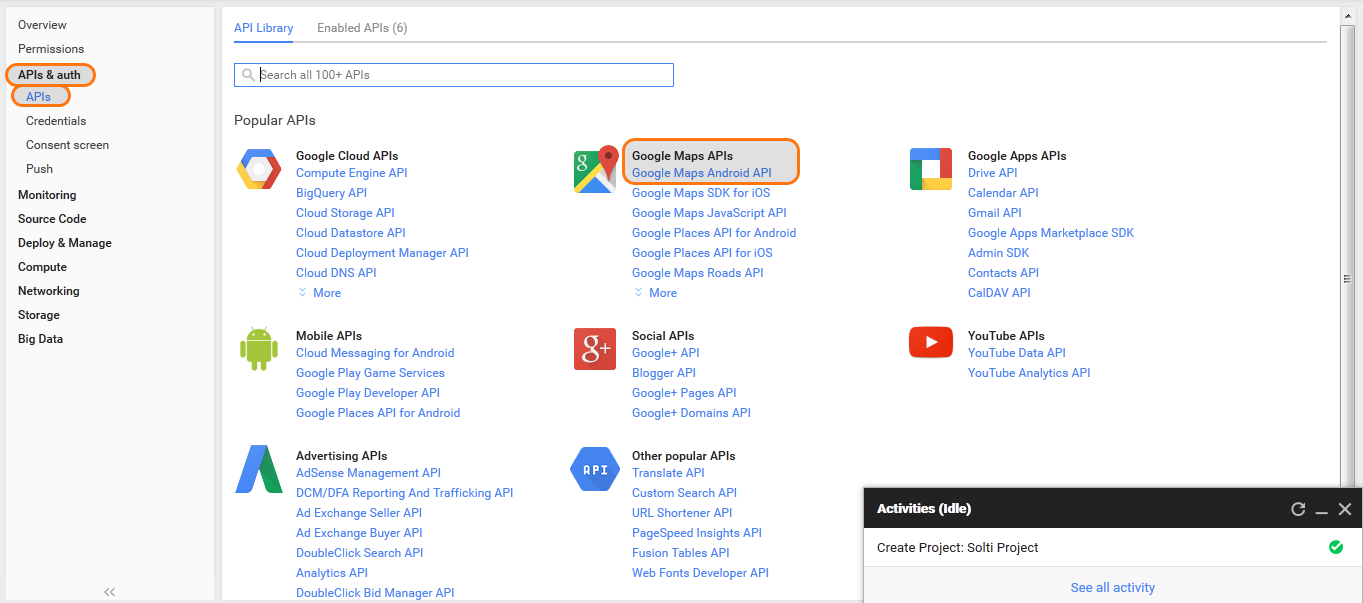 Overview
Permissions
APIs & auth
APIs
Credentials
Consent screen
Push
Monitoring
Source Code
Deploy & Manage
Compute
Networking
Storage
Big Data
API Library
Enabled APIs (6)
Search all 100+ APIs
Popular APIs
Google Cloud APIs
Compute Engine API
BigQuery API
Cloud Storage API
Cloud Datastore API
Cloud Deployment Manager API
Cloud DNS API
More
g
Google Maps APIs
Google Maps Android API
Google Maps SDK for iOS
Google Maps JavaScript API
Google Places API for Android
Google Places API for iOS
Google Maps Roads API
More
Google Apps APIs
Drive API
Calendar API
Gmail API
Google Apps Marketplace SDK
Admin SDK
Contacts API
CalDAV API
Mobile APIs
Cloud Messaging for Android
Google Play Game Services
Google Play Developer API
Google Places API for Android
g+
Social APIs
Google+ API
Blogger API
Google+ Pages API
Google+ Domains API
YouTube APIs
YouTube Data API
YouTube Analytics API
Advertising APIs
AdSense Management API
DCM/DFA Reporting And Trafficking API
Ad Exchange Seller API
Ad Exchange Buyer API
DoubleClick Search API
Analytics API
DoubleClick Bid Manager API
API
Other popular APIs
Translate API
Custom Search API
URL Shortener API
PageSpeed Insights API
Fusion Tables API
Web Fonts Developer API
Activities (Idle)
Create Project: Solti Project
See all activity